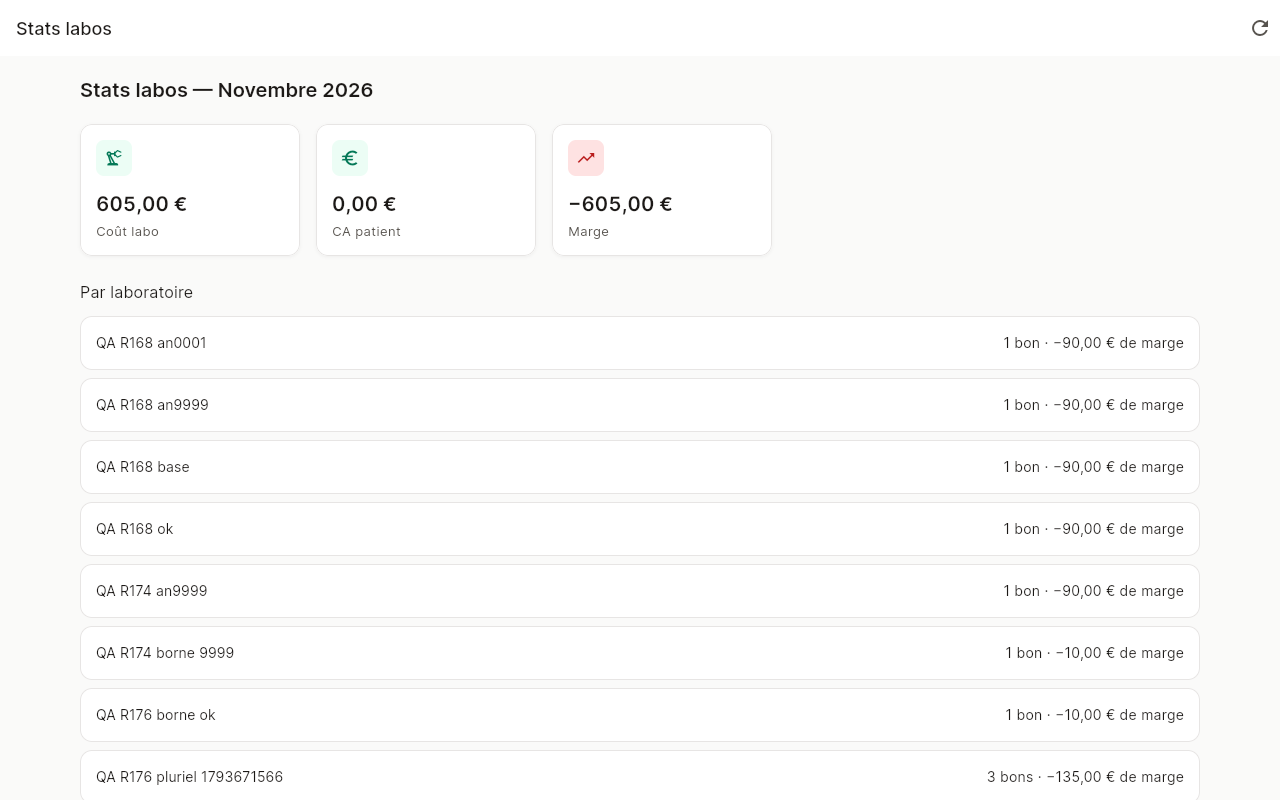 Stats labos
Stats labos — Novembre 2026
605,00 €
Coût labo
0,00 €
CA patient
−605,00 €
Marge
Par laboratoire
QA R168 an0001 1 bon · −90,00 € de marge
QA R168 an9999 1 bon · −90,00 € de marge
QA R168 base 1 bon · −90,00 € de marge
QA R168 ok 1 bon · −90,00 € de marge
QA R174 an9999 1 bon · −90,00 € de marge
QA R174 borne 9999 1 bon · −10,00 € de marge
QA R176 borne ok 1 bon · −10,00 € de marge
QA R176 pluriel 1793671566 3 bons · −135,00 € de marge